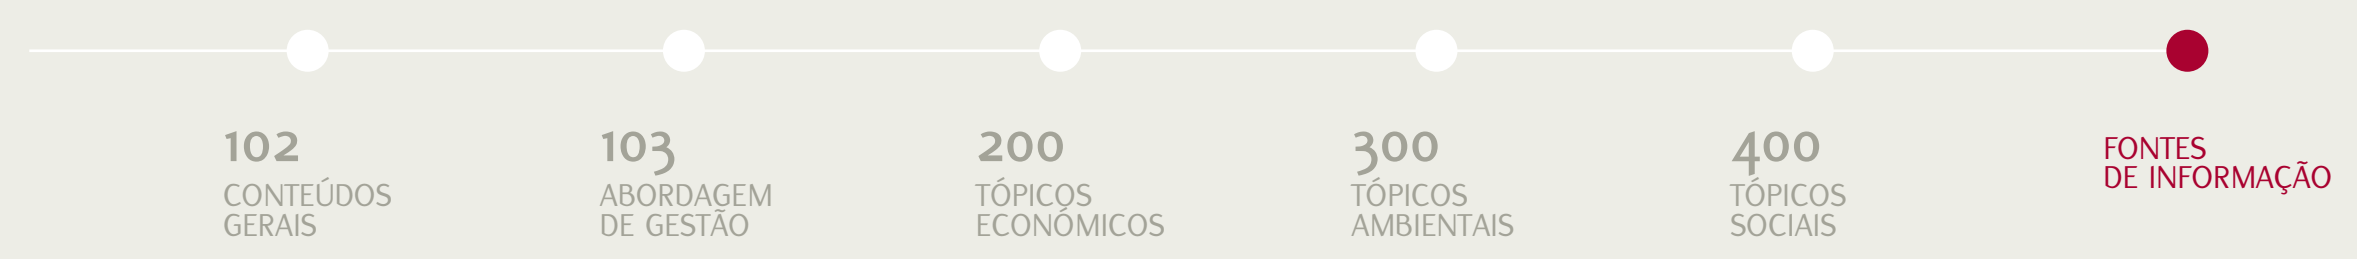 102
CONTEÚDOS
GERAIS
103
ABORDAGEM
DE GESTÃO
200
TÓPICOS
ECONÓMICOS
300
TÓPICOS
AMBIENTAIS
400
TÓPICOS
SOCIAIS
FONTES
DE INFORMAÇÃO